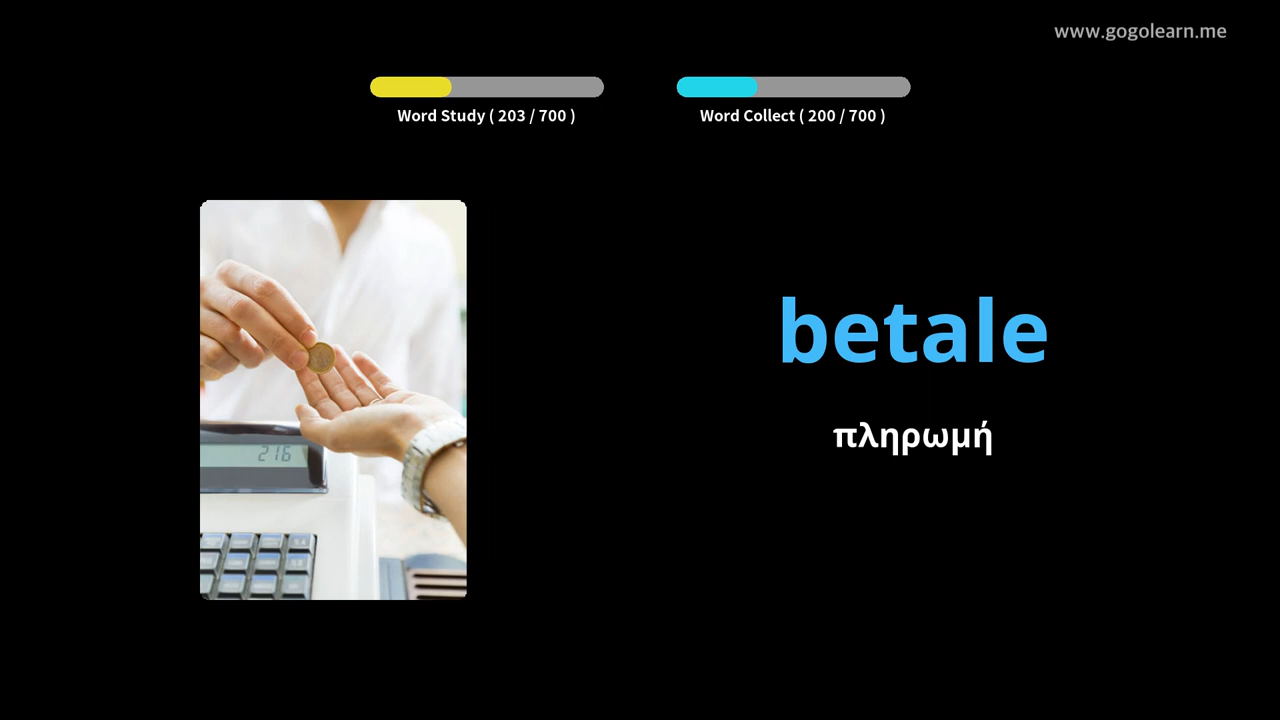 www.gogolearn.me
Word Study ( 203 / 700 )
Word Collect ( 200 / 700 )
betale
πληρωμή
216